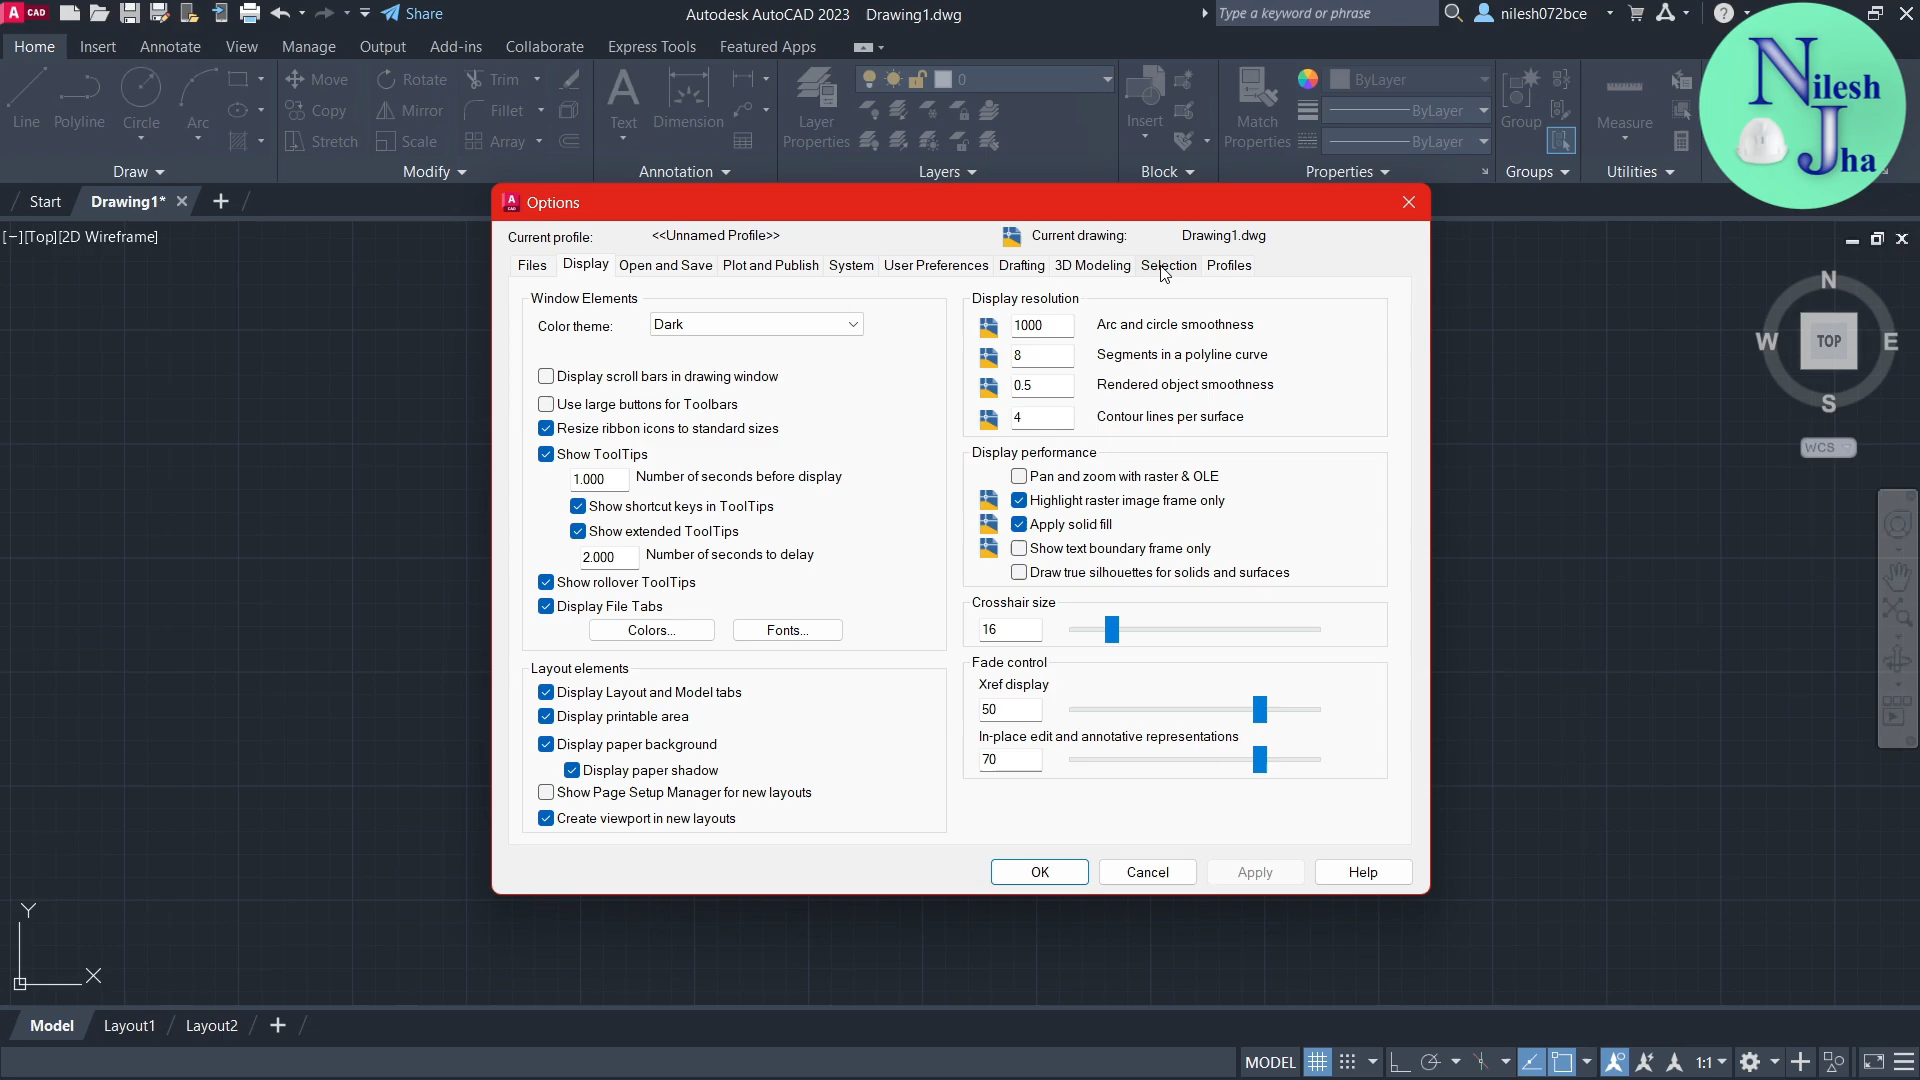 A CAD
Share
Autodesk AutoCAD 2023 Drawing1.dwg
Type a keyword or phrase
nilesh072bce
Home Insert Annotate View Manage Output Add-ins Collaborate Express Tools Featured Apps
Line
Polyline
Circle
Arc
Move
Copy
Stretch
Rotate
Mirror
Scale
Trim
Fillet
Array
Text
Dimension
Layer
Properties
0
Insert
Match
Properties
ByLayer
ByLayer
ByLayer
Group
Measure
Draw
Modify
Annotation
Layers
Block
Properties
Groups
Utilities
Nilesh
Jha
Start
Drawing1*
[−][Top][2D Wireframe]
Options
Current profile: <<Unnamed Profile>>
Current drawing: Drawing1.dwg
Files Display Open and Save Plot and Publish System User Preferences Drafting 3D Modeling Selection Profiles
Window Elements
Color theme: Dark
Display scroll bars in drawing window
Use large buttons for Toolbars
Resize ribbon icons to standard sizes
Show ToolTips
1.000 Number of seconds before display
Show shortcut keys in ToolTips
Show extended ToolTips
2.000 Number of seconds to delay
Show rollover ToolTips
Display File Tabs
Colors...
Fonts...
Layout elements
Display Layout and Model tabs
Display printable area
Display paper background
Display paper shadow
Show Page Setup Manager for new layouts
Create viewport in new layouts
Display resolution
1000 Arc and circle smoothness
8 Segments in a polyline curve
0.5 Rendered object smoothness
4 Contour lines per surface
Display performance
Pan and zoom with raster & OLE
Highlight raster image frame only
Apply solid fill
Show text boundary frame only
Draw true silhouettes for solids and surfaces
Crosshair size
16
Fade control
Xref display
50
In-place edit and annotative representations
70
OK
Cancel
Apply
Help
N
W
TOP
E
S
WCS
Y
X
Model Layout1 Layout2
MODEL
1:1